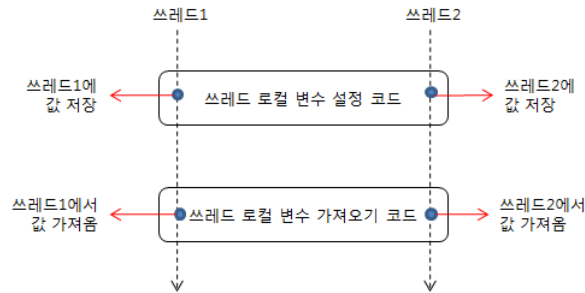 쓰레드1
쓰레드2
쓰레드1에
값 저장
쓰레드 로컬 변수 설정 코드
쓰레드2에
값 저장
쓰레드1에서
값 가져옴
쓰레드 로컬 변수 가져오기 코드
쓰레드2에서
값 가져옴